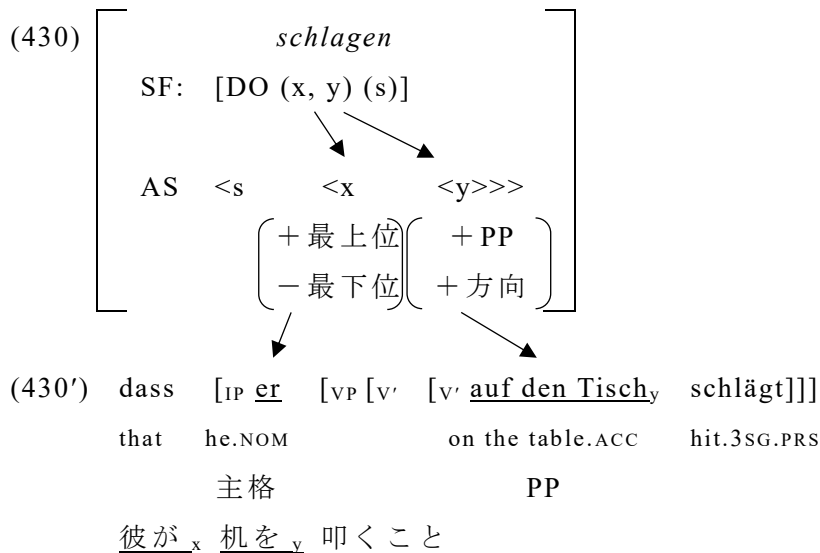 (430) schlagen
SF: [DO (x, y) (s)]
AS <s <x <y>>>
+最上位 +PP
−最下位 +方向
(430′) dass [IP er [VP [V′ [V′ auf den Tischy schlägt]]]
that he.NOM on the table.ACC hit.3SG.PRS
主格 PP
彼が x 机を y 叩くこと